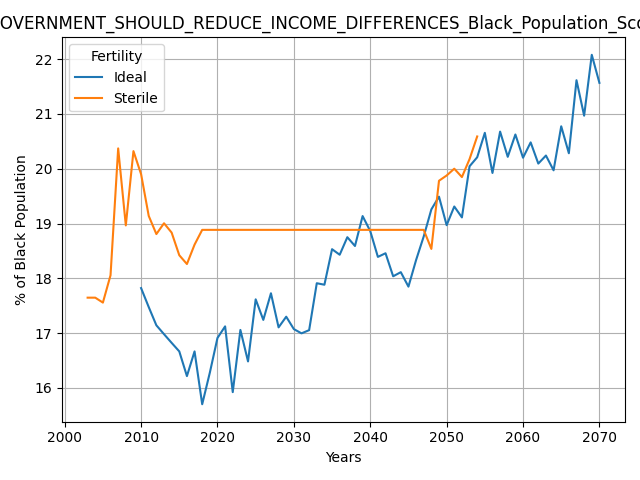 OVERNMENT_SHOULD_REDUCE_INCOME_DIFFERENCES_Black_Population_Sco
Fertility
Ideal
Sterile
22
21
20
19
18
17
16
% of Black Population
2000 2010 2020 2030 2040 2050 2060 2070
Years